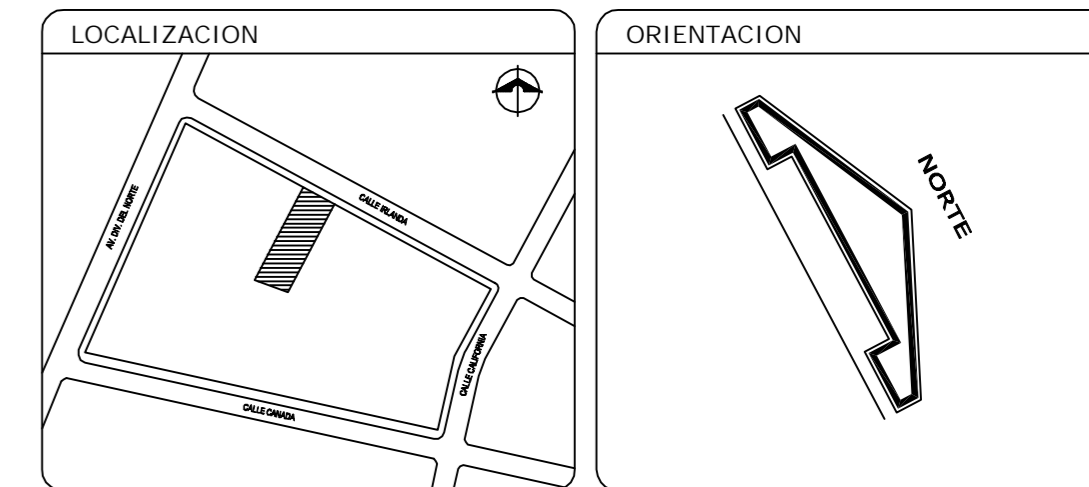 LOCALIZACION
AV. DIV. DEL NORTE
CALLE IRLANDA
CALLE CALIFORNIA
CALLE CANADA
ORIENTACION
NORTE